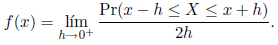 f(x) = lím_{h→0⁺} Pr(x − h ≤ X ≤ x + h) / 2h.